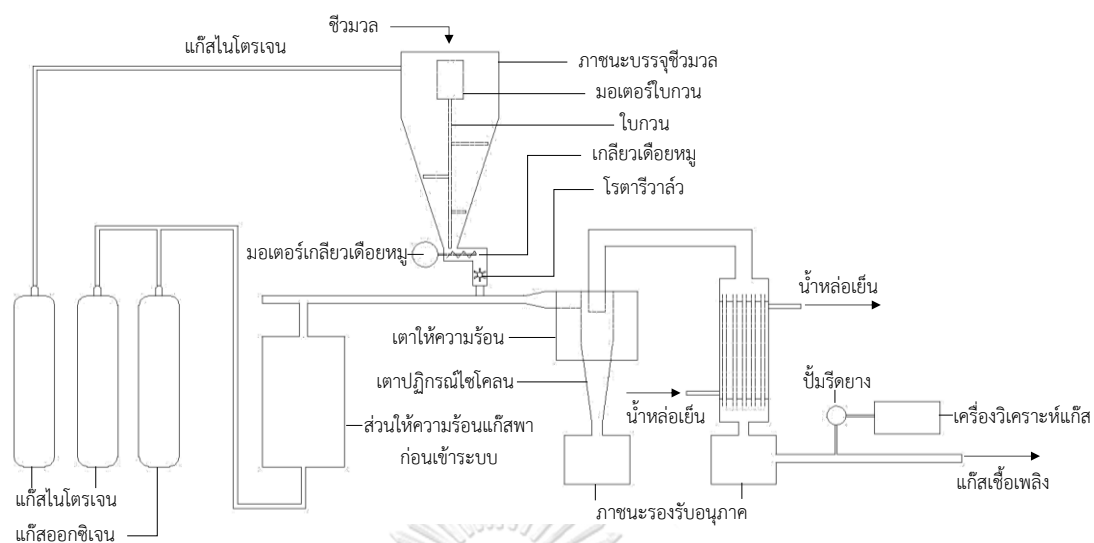 ชีวมวล
แก๊สไนโตรเจน
ภาชนะบรรจุชีวมวล
มอเตอร์ใบกวน
ใบกวน
เกลียวเดือยหมู
โรตารีวาล์ว
มอเตอร์เกลียวเดือยหมู
น้ำหล่อเย็น
เตาให้ความร้อน
เตาปฏิกรณ์ไซโคลน
ปั้มรีดยาง
น้ำหล่อเย็น
เครื่องวิเคราะห์แก๊ส
ส่วนให้ความร้อนแก๊สพา
ก่อนเข้าระบบ
แก๊สเชื้อเพลิง
แก๊สไนโตรเจน
ภาชนะรองรับอนุภาค
แก๊สออกซิเจน